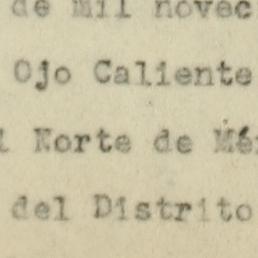 de mil novec
Ojo Caliente
l Norte de Mé
del Distrito